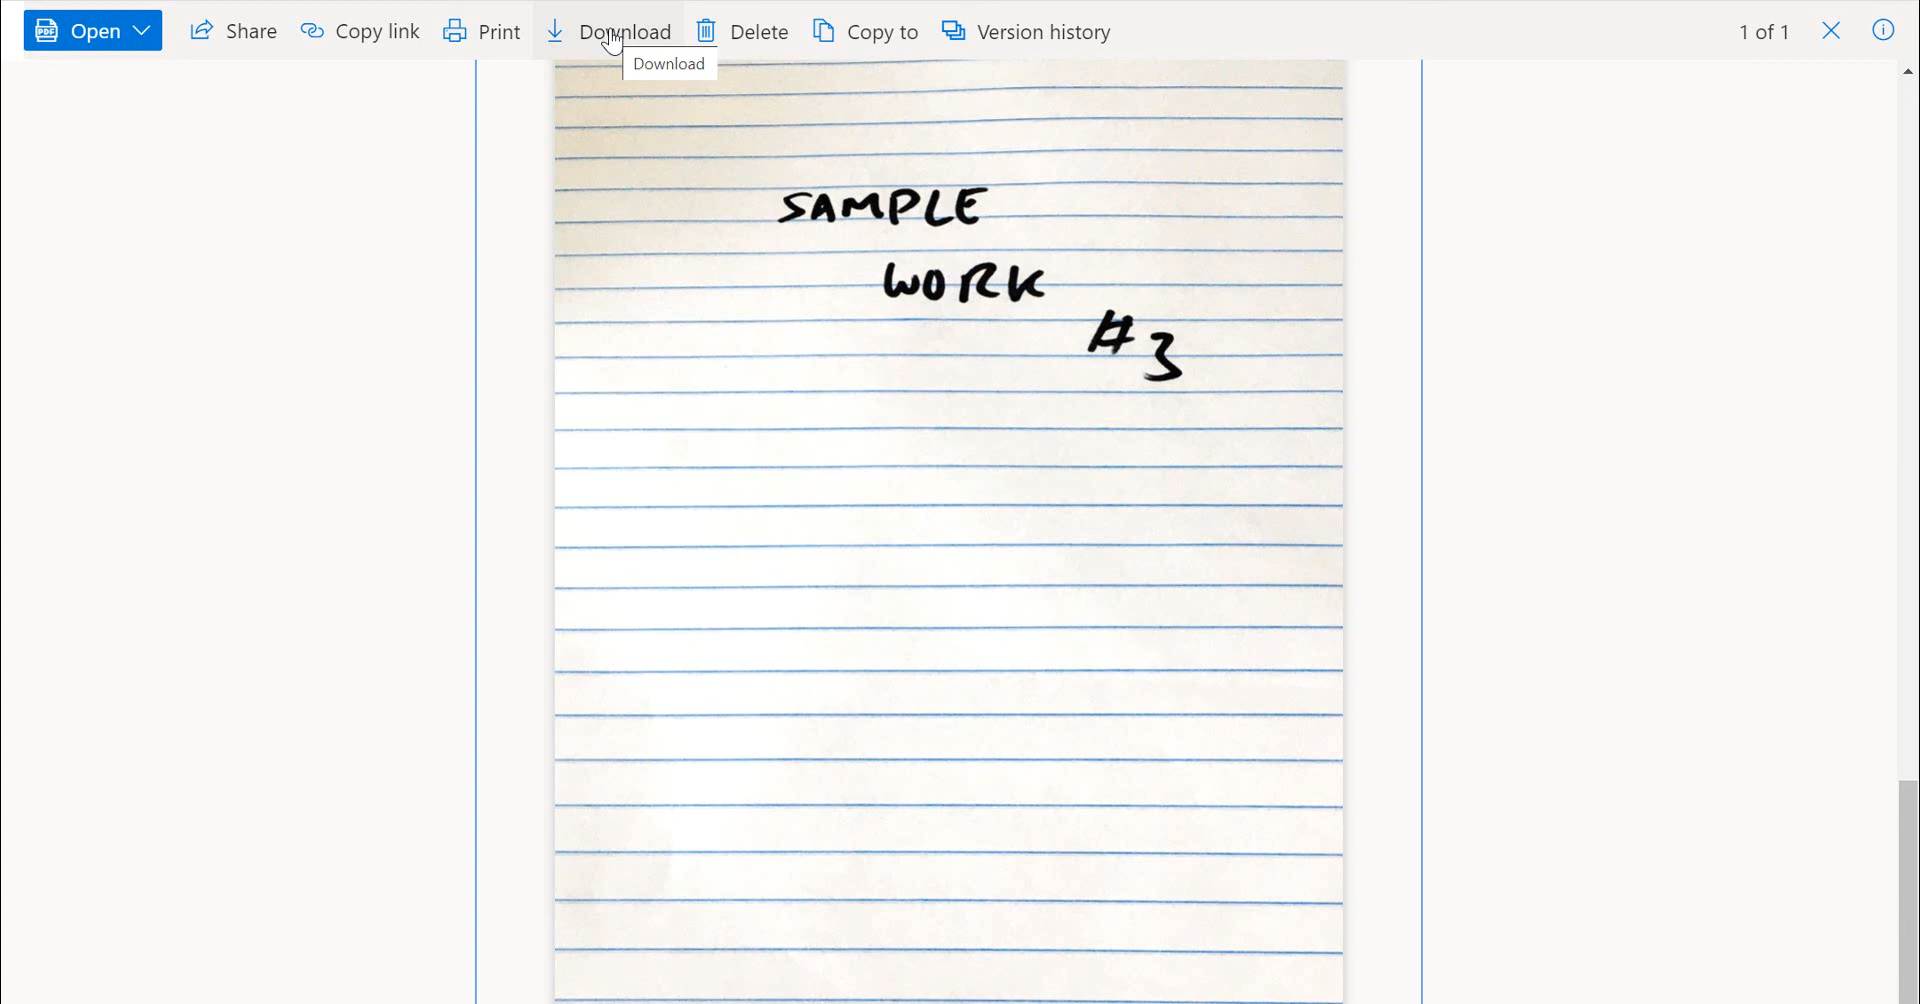 Open Share Copy link Print Download Delete Copy to Version history 1 of 1
Download
SAMPLE
WORK
#3